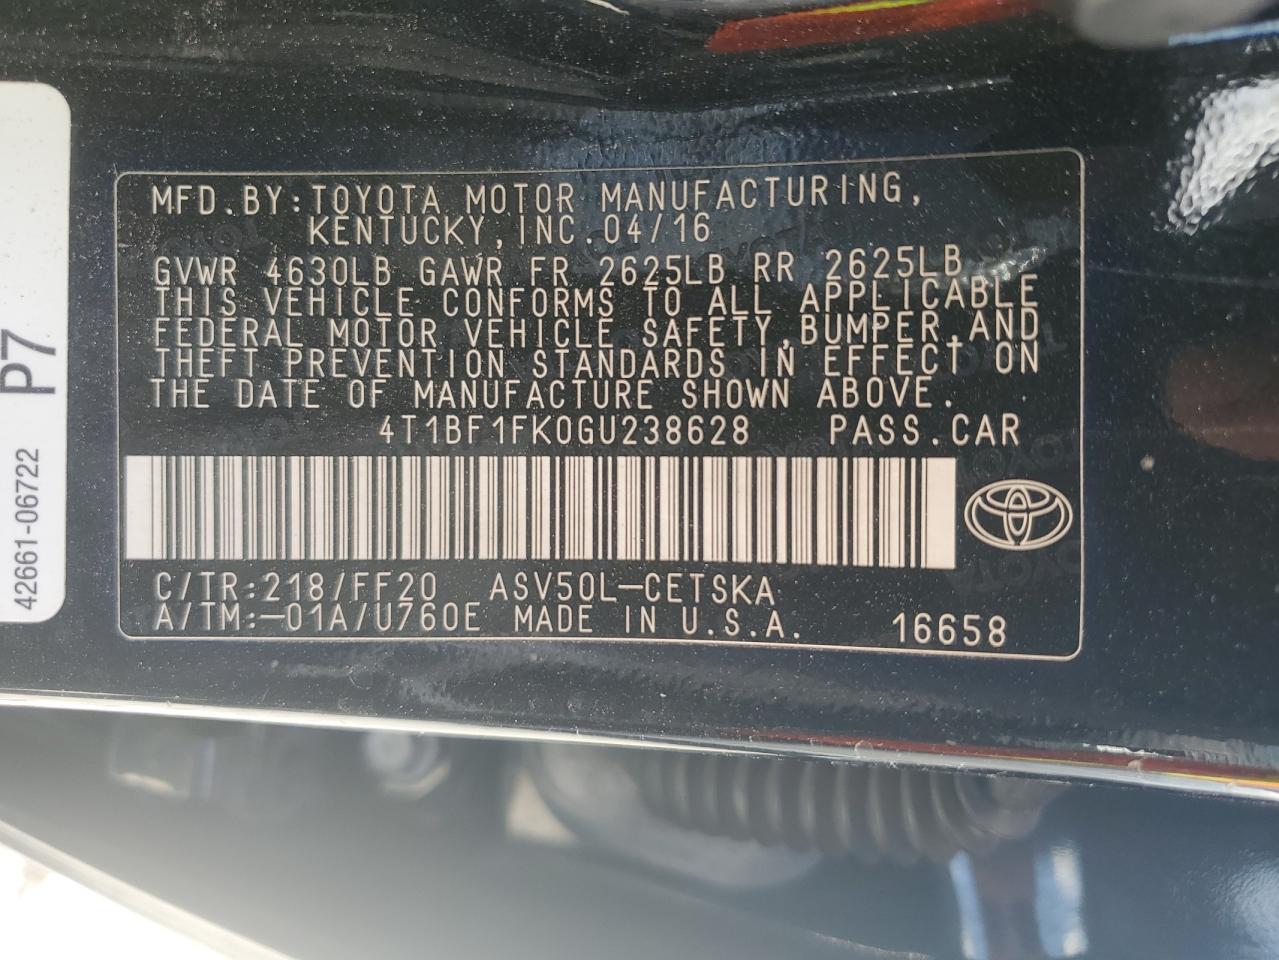 MFD.BY:TOYOTA MOTOR MANUFACTURING,
KENTUCKY,INC.04/16
GVWR 4630LB GAWR FR 2625LB RR 2625LB
THIS VEHICLE CONFORMS TO ALL APPLICABLE
FEDERAL MOTOR VEHICLE SAFETY,BUMPER,AND
THEFT PREVENTION STANDARDS IN EFFECT ON
THE DATE OF MANUFACTURE SHOWN ABOVE.
4T1BF1FK0GU238628 PASS.CAR
C/TR:218/FF20 ASV50L-CETSKA
A/TM:-01A/U760E MADE IN U.S.A. 16658
P7
42661-06722